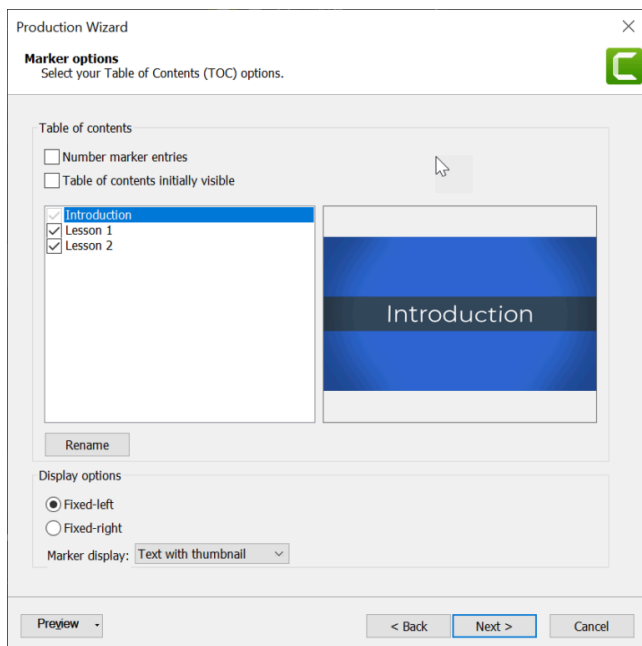 Production Wizard
Marker options
Select your Table of Contents (TOC) options.
Table of contents
Number marker entries
Table of contents initially visible
Introduction
Lesson 1
Lesson 2
Introduction
Rename
Display options
Fixed-left
Fixed-right
Marker display: Text with thumbnail
Preview
< Back
Next >
Cancel